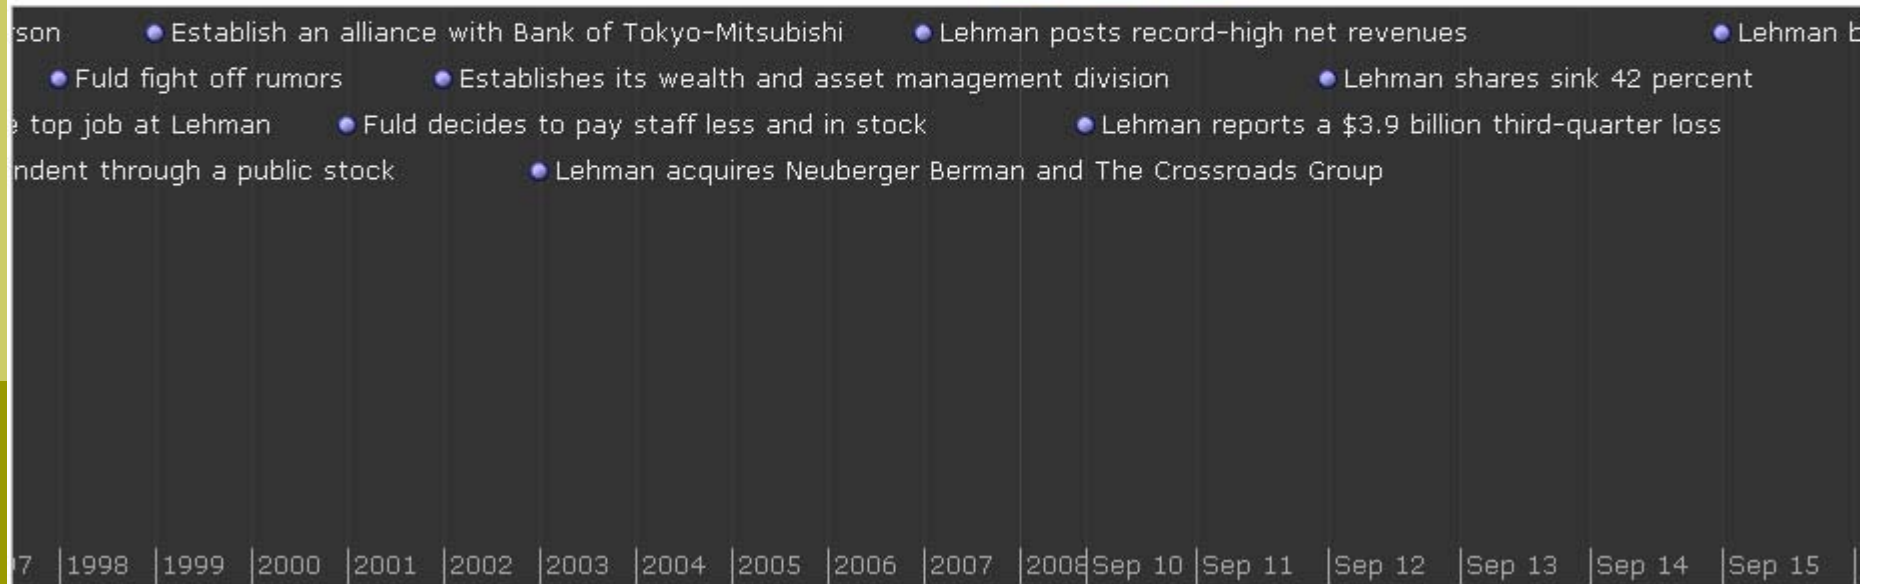 rson Establish an alliance with Bank of Tokyo-Mitsubishi Lehman posts record-high net revenues Lehman b
Fuld fight off rumors Establishes its wealth and asset management division Lehman shares sink 42 percent
e top job at Lehman Fuld decides to pay staff less and in stock Lehman reports a $3.9 billion third-quarter loss
ndent through a public stock Lehman acquires Neuberger Berman and The Crossroads Group
7 1998 1999 2000 2001 2002 2003 2004 2005 2006 2007 2008 Sep 10 Sep 11 Sep 12 Sep 13 Sep 14 Sep 15